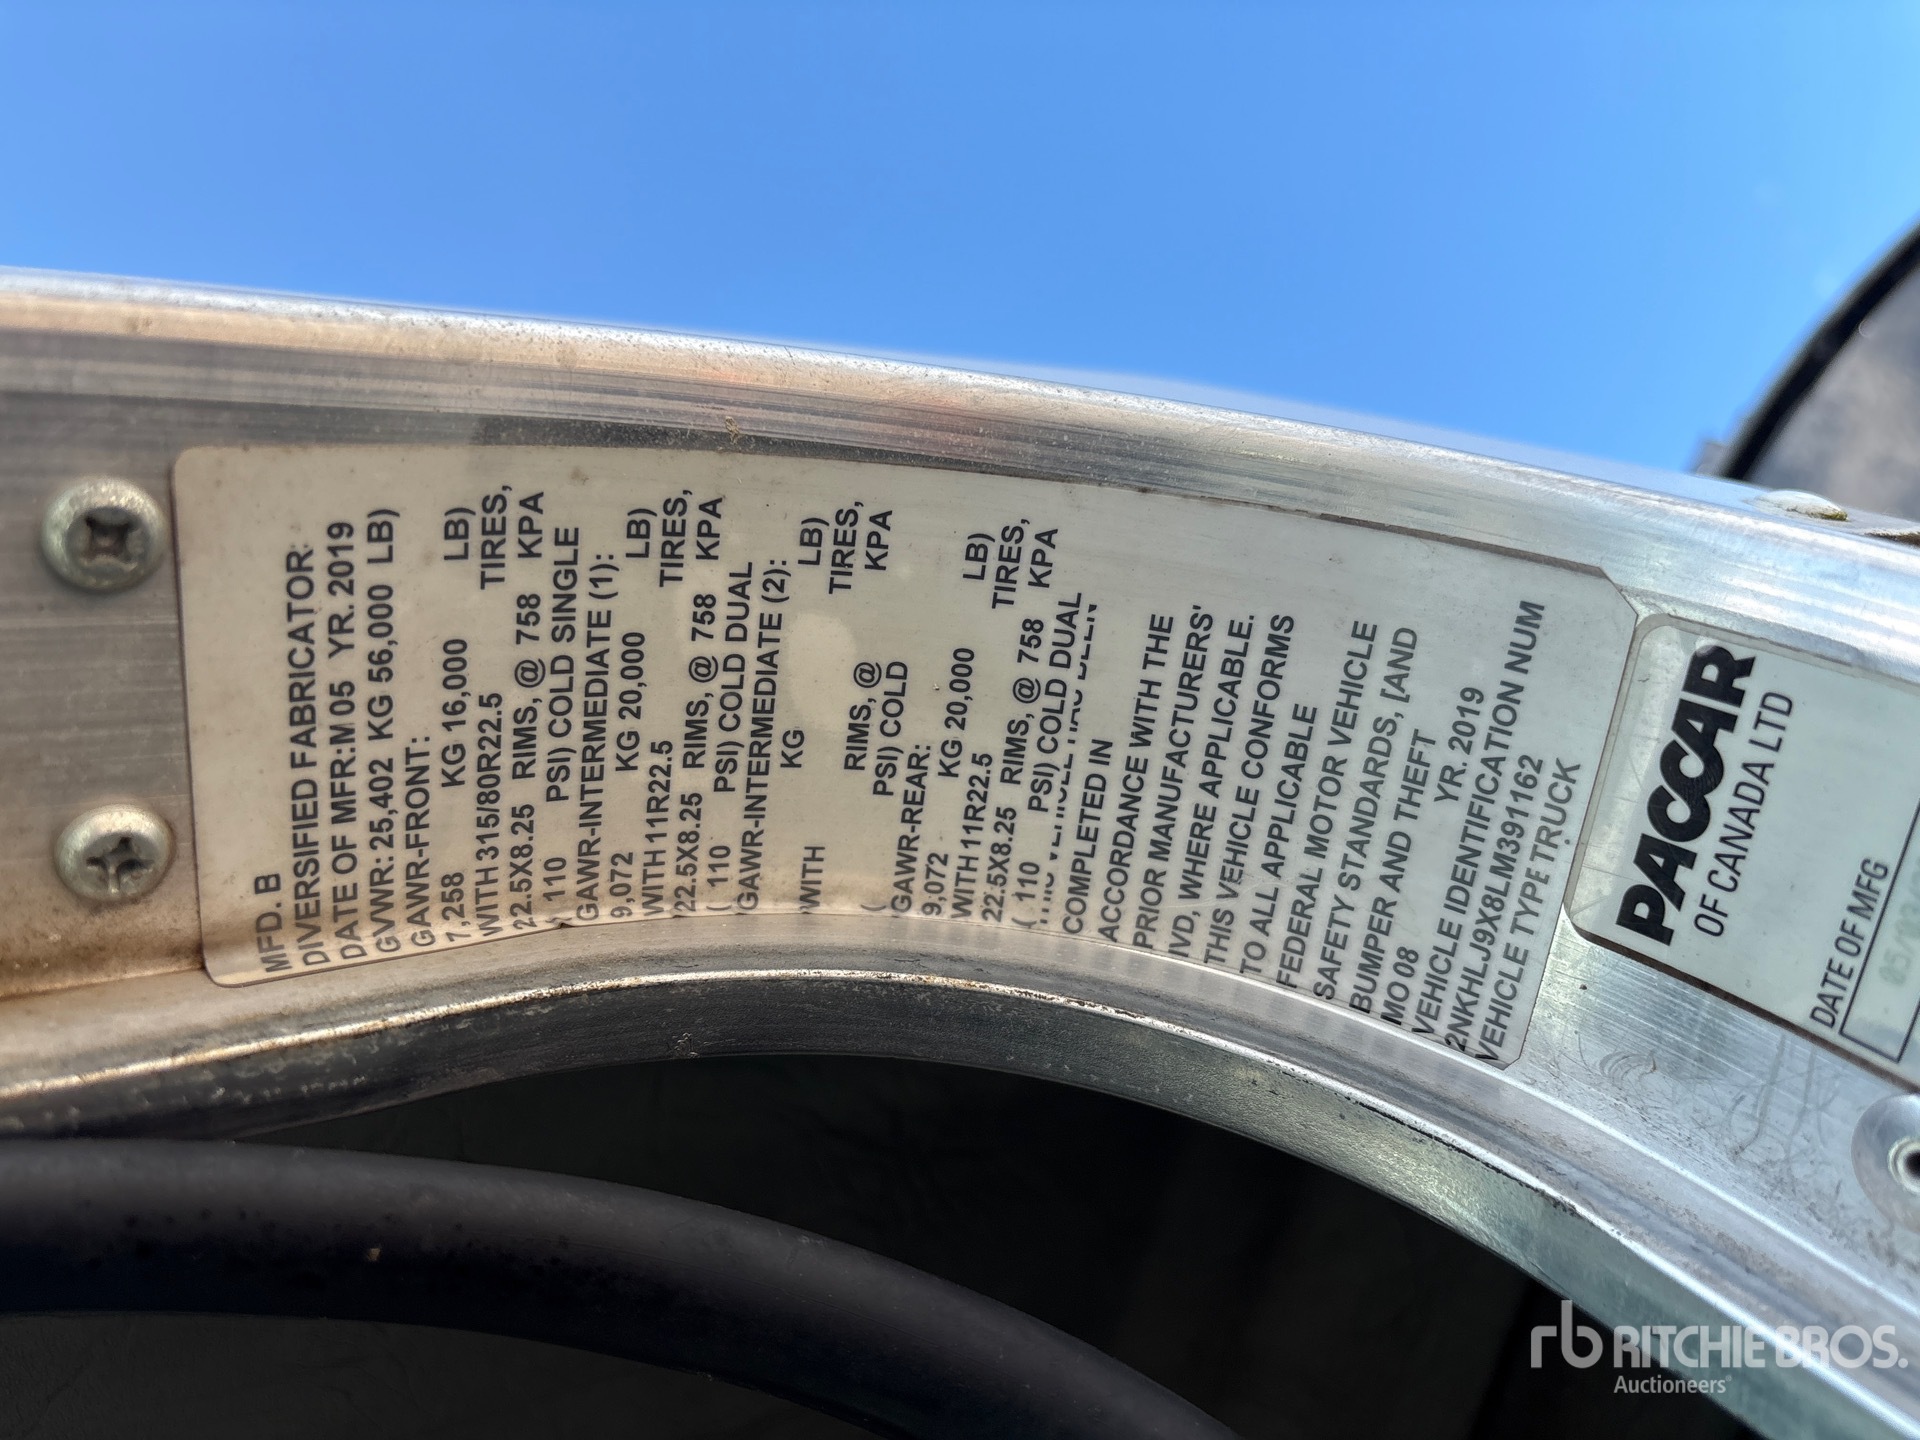 MFD. B
DIVERSIFIED FABRICATOR:
DATE OF MFR:M 05 YR. 2019
GVWR: 25,402 KG 56,000 LB)
GAWR-FRONT:
7,258 KG 16,000 LB)
WITH 315I80R22.5 TIRES,
22.5X8.25 RIMS, @ 758 KPA
( 110 PSI) COLD SINGLE
GAWR-INTERMEDIATE (1):
9,072 KG 20,000 LB)
WITH 11R22.5 TIRES,
22.5X8.25 RIMS, @ 758 KPA
( 110 PSI) COLD DUAL
GAWR-INTERMEDIATE (2):
KG LB)
WITH TIRES,
RIMS, @ KPA
( PSI) COLD
GAWR-REAR:
9,072 KG 20,000 LB)
WITH 11R22.5 TIRES,
22.5X8.25 RIMS, @ 758 KPA
( 110 PSI) COLD DUAL
THIS VEHICLE HAS BEEN
COMPLETED IN
ACCORDANCE WITH THE
PRIOR MANUFACTURERS'
IVD, WHERE APPLICABLE.
THIS VEHICLE CONFORMS
TO ALL APPLICABLE
FEDERAL MOTOR VEHICLE
SAFETY STANDARDS, [AND
BUMPER AND THEFT
MO 08 YR. 2019
VEHICLE IDENTIFICATION NUM
2NKHLJ9X8LM391162
VEHICLE TYPE TRUCK
PACCAR
OF CANADA LTD
DATE OF MFG
rb RITCHIE BROS.
Auctioneers